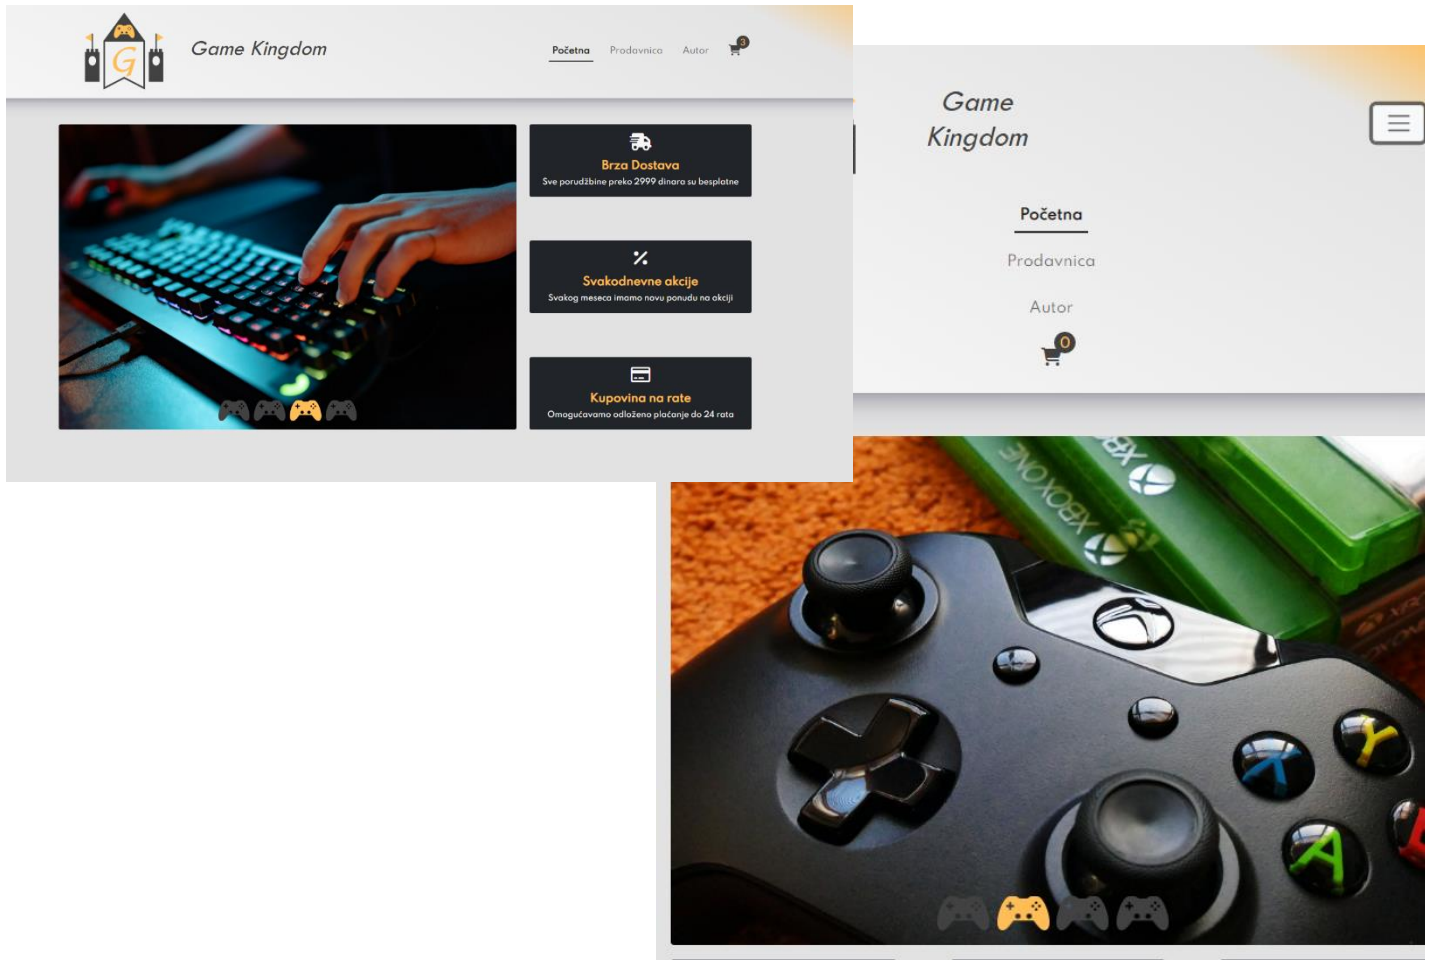 G
Game Kingdom
Početna
Prodavnica
Autor
3
Brza Dostava
Sve porudžbine preko 2999 dinara su besplatne
Svakodnevne akcije
Svakog meseca imamo novu ponudu na akciji
Kupovina na rate
Omogućavamo odloženo plaćanje do 24 rata
Game
Kingdom
Početna
Prodavnica
Autor
0
XBOX ONE
Y
X
A